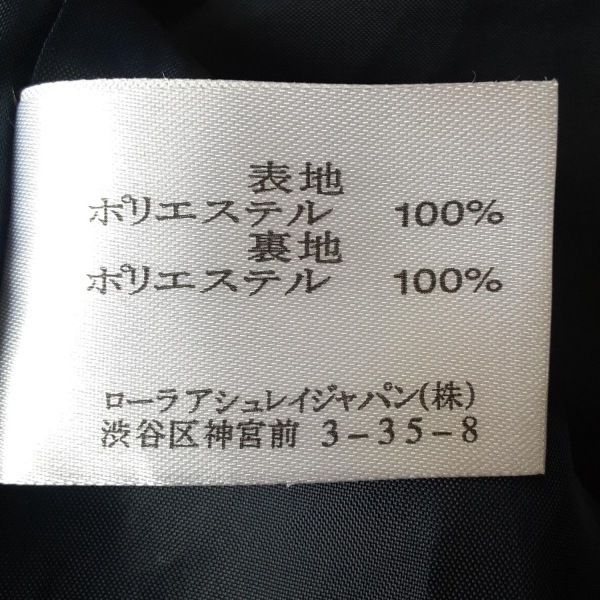 表地
ポリエステル 100%
裏地
ポリエステル 100%
ローラアシュレイジャパン(株)
渋谷区神宮前 3-35-8